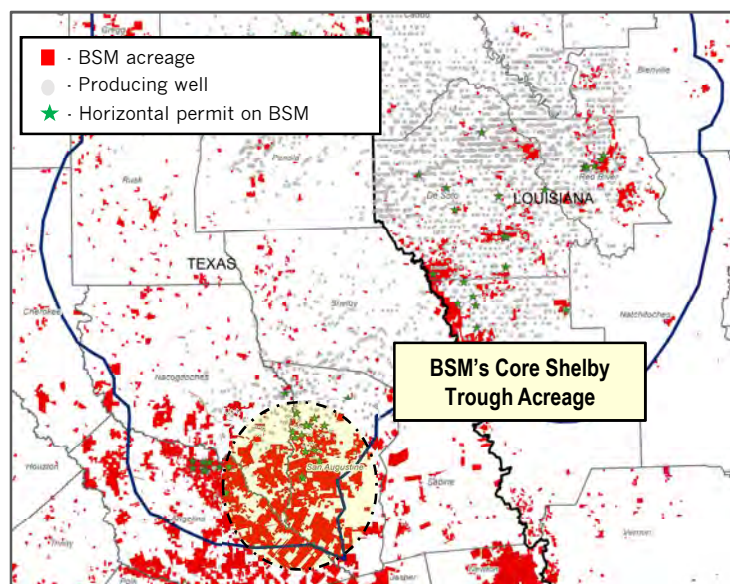 Gregg
BSM acreage
· Producing well
· Horizontal permit on BSM
Bienville
Panola
Rusk
Red River
De Soto
LOUISIANA
TEXAS
Shelby
Cherokee
Natchitoches
BSM's Core Shelby
Trough Acreage
Nacogdoches
Houston
San Augustine
Sabine
Angelina
Vernon
Trinity
Polk
Jasper
Newton